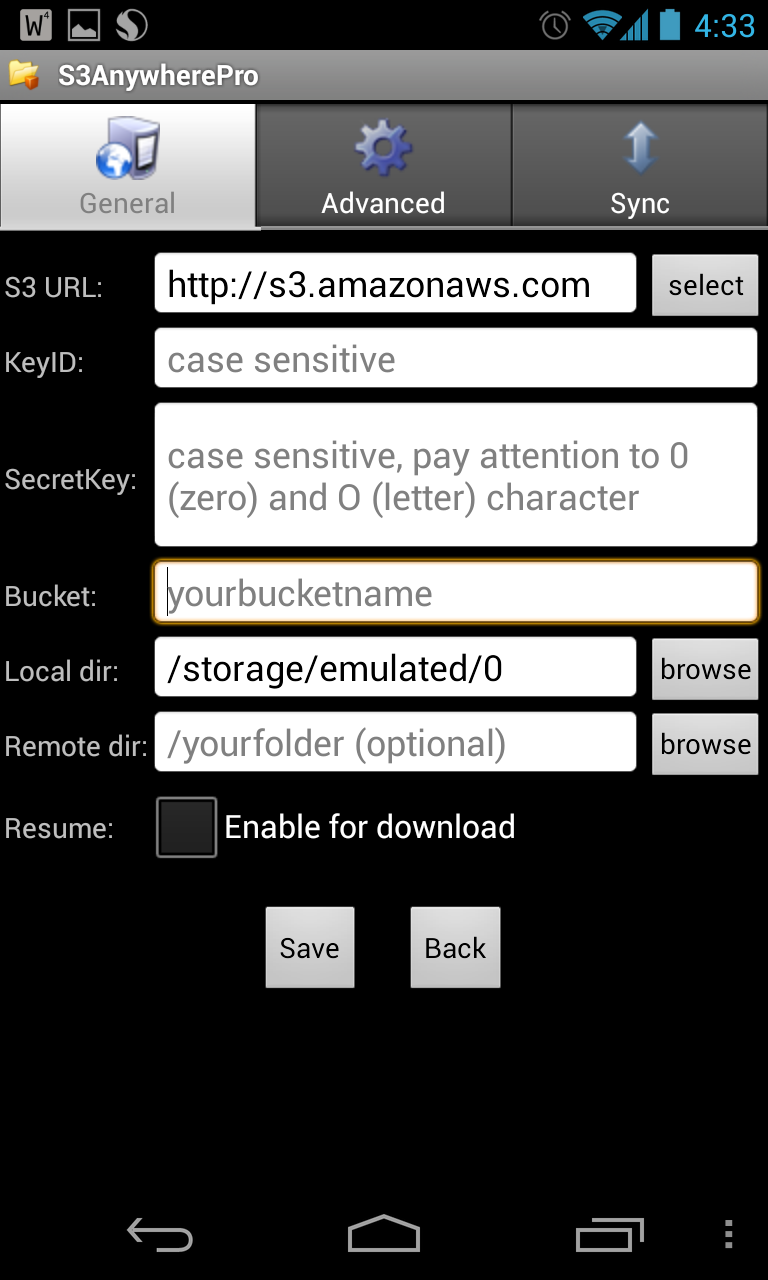 W4
4:33
S3AnywherePro
General
Advanced
Sync
S3 URL:
http://s3.amazonaws.com
select
KeyID:
case sensitive
SecretKey:
case sensitive, pay attention to 0
(zero) and O (letter) character
Bucket:
yourbucketname
Local dir:
/storage/emulated/0
browse
Remote dir:
/yourfolder (optional)
browse
Resume:
Enable for download
Save
Back